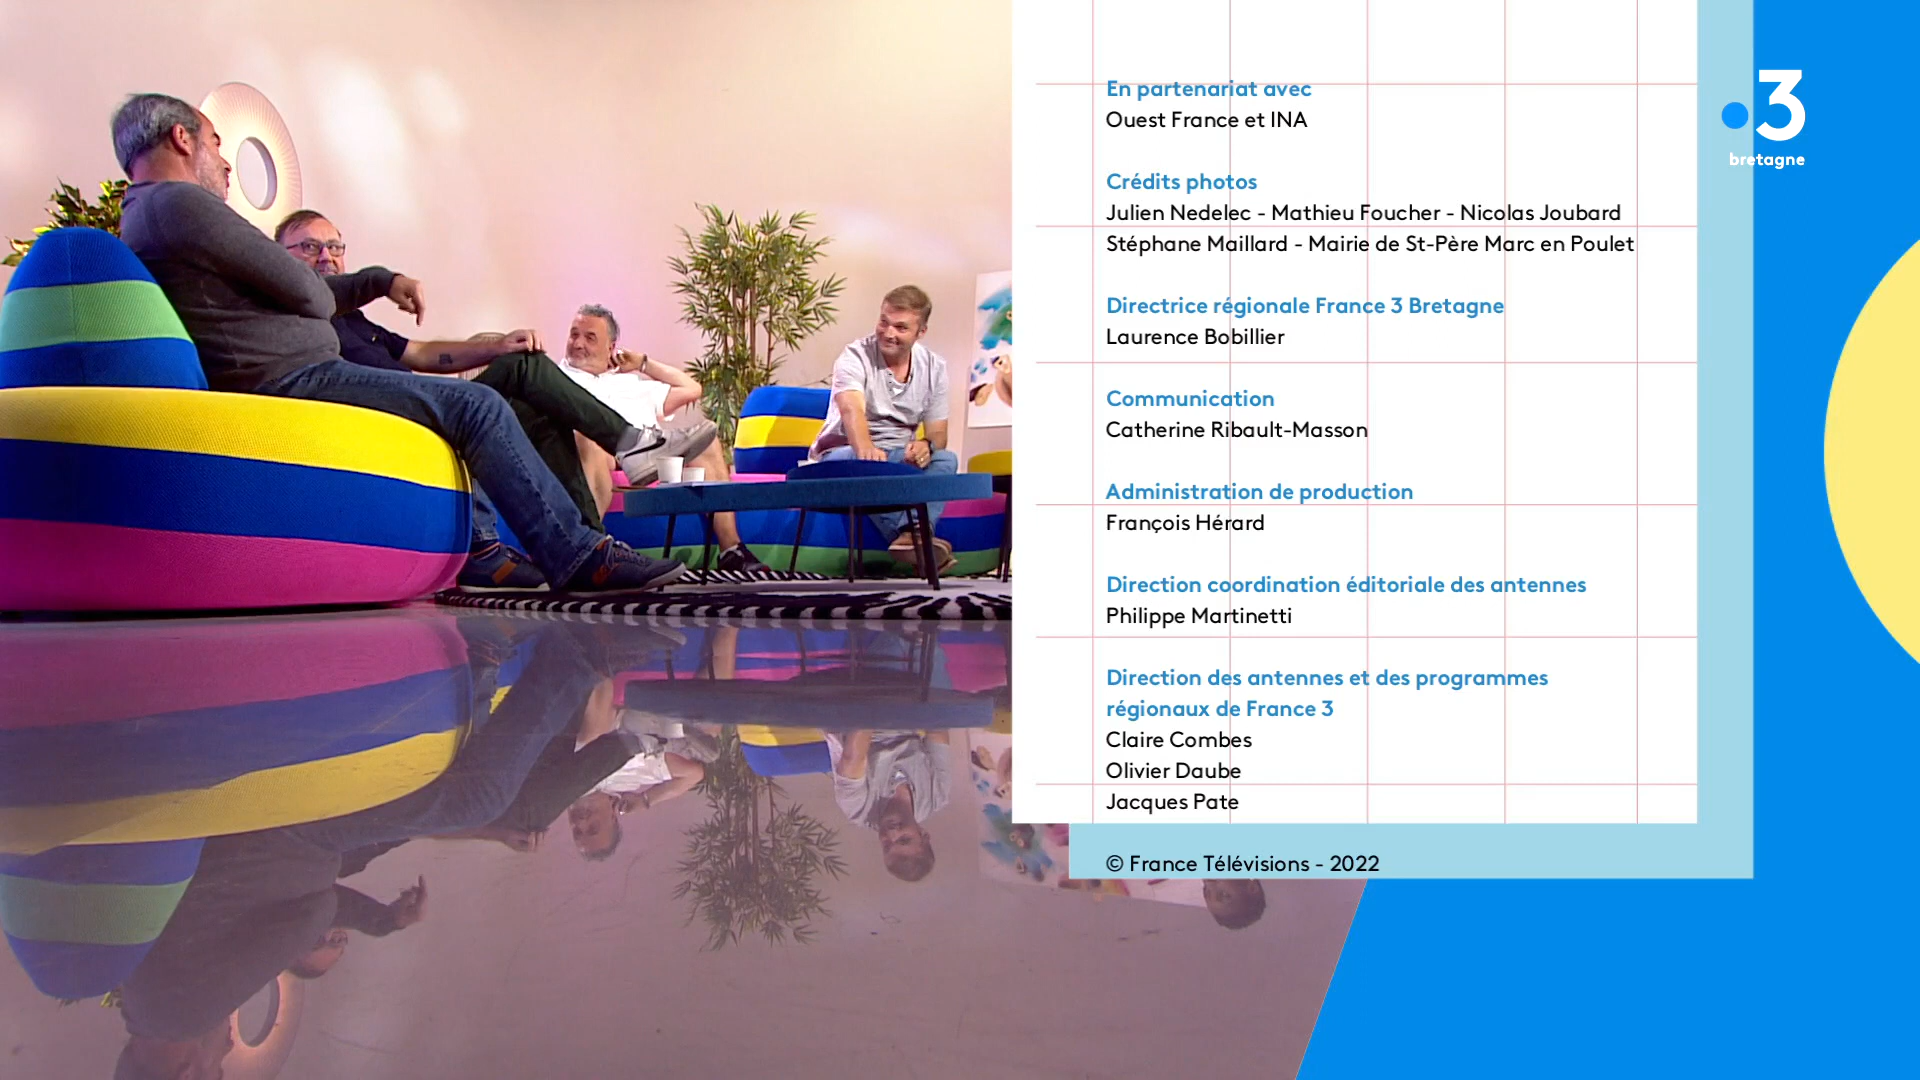 En partenariat avec
Ouest France et INA
Crédits photos
Julien Nedelec - Mathieu Foucher - Nicolas Joubard
Stéphane Maillard - Mairie de St-Père Marc en Poulet
Directrice régionale France 3 Bretagne
Laurence Bobillier
Communication
Catherine Ribault-Masson
Administration de production
François Hérard
Direction coordination éditoriale des antennes
Philippe Martinetti
Direction des antennes et des programmes
régionaux de France 3
Claire Combes
Olivier Daube
Jacques Pate
© France Télévisions - 2022
3
bretagne